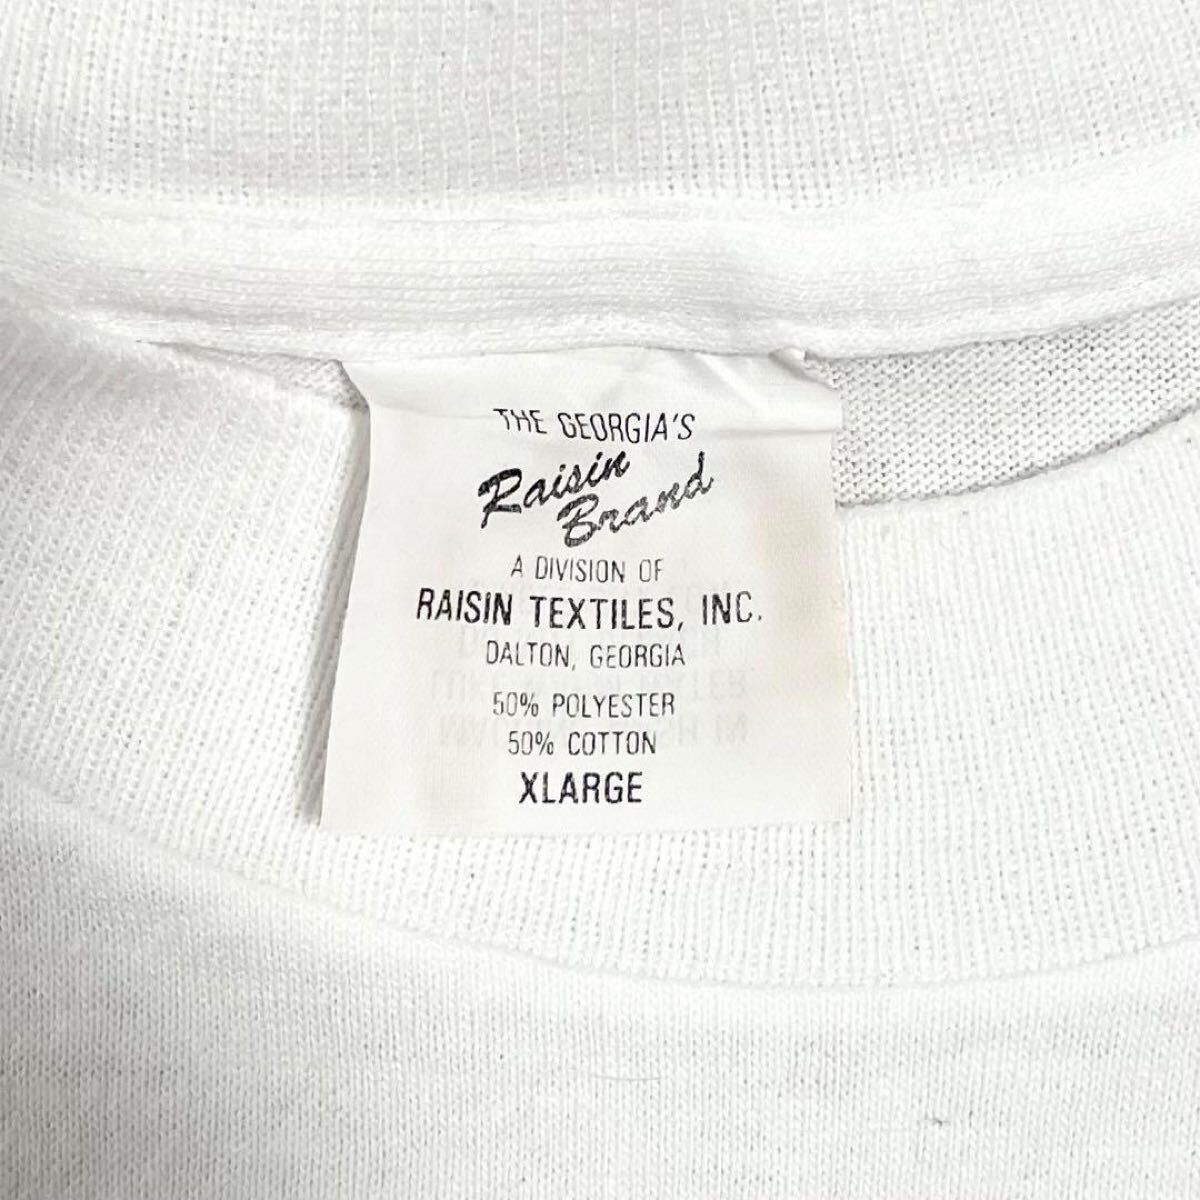 THE GEORGIA'S
Raisin
Brand
A DIVISION OF
RAISIN TEXTILES, INC.
DALTON, GEORGIA
50% POLYESTER
50% COTTON
XLARGE